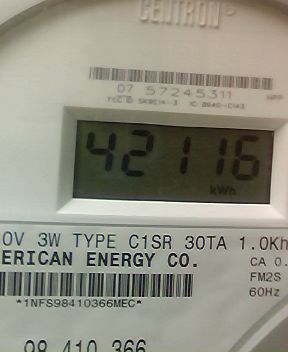 CENTRON®
07 57245311
42116
kWh
0V 3W TYPE C1SR 30TA 1.0Kh
ERICAN ENERGY CO.
CA 0.
FM2S
60Hz
*1NFS98410366MEC*
98 410 366